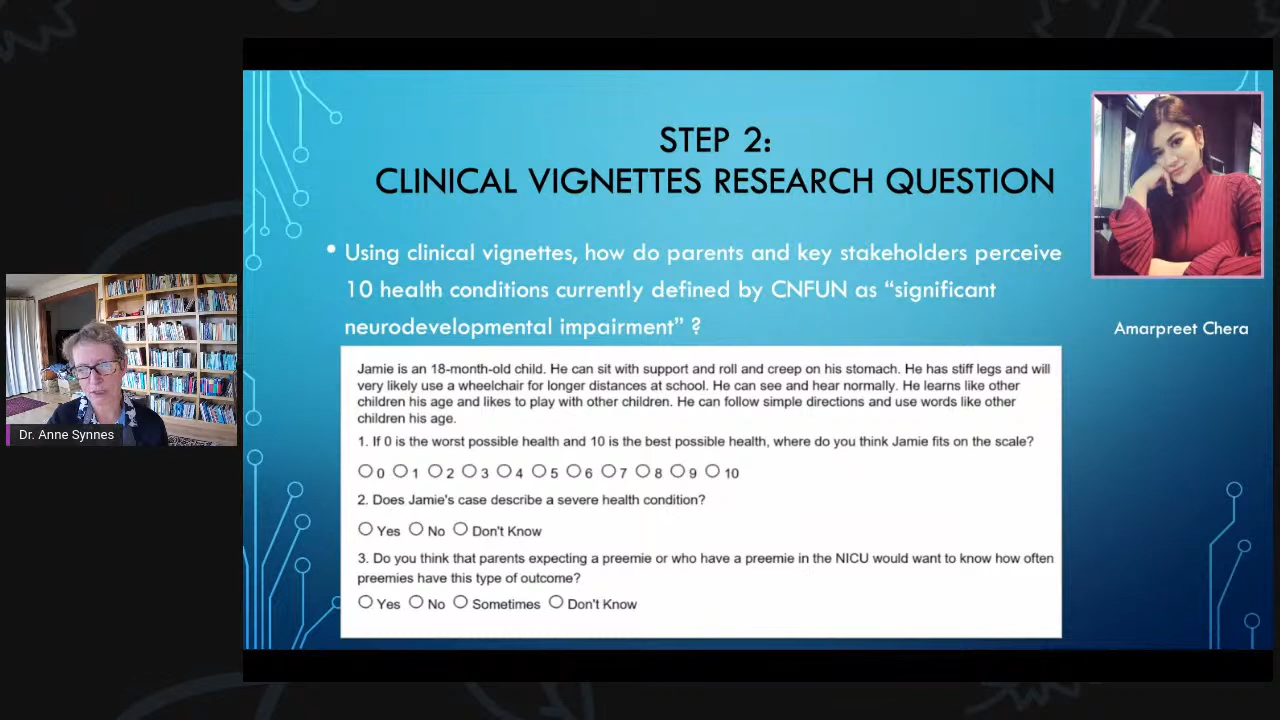 STEP 2:
CLINICAL VIGNETTES RESEARCH QUESTION
• Using clinical vignettes, how do parents and key stakeholders perceive
10 health conditions currently defined by CNFUN as “significant
neurodevelopmental impairment” ?
Amarpreet Chera
Jamie is an 18-month-old child. He can sit with support and roll and creep on his stomach. He has stiff legs and will
very likely use a wheelchair for longer distances at school. He can see and hear normally. He learns like other
children his age and likes to play with other children. He can follow simple directions and use words like other
children his age.
1. If 0 is the worst possible health and 10 is the best possible health, where do you think Jamie fits on the scale?
0 1 2 3 4 5 6 7 8 9 10
2. Does Jamie's case describe a severe health condition?
Yes No Don't Know
3. Do you think that parents expecting a preemie or who have a preemie in the NICU would want to know how often
preemies have this type of outcome?
Yes No Sometimes Don't Know
Dr. Anne Synnes